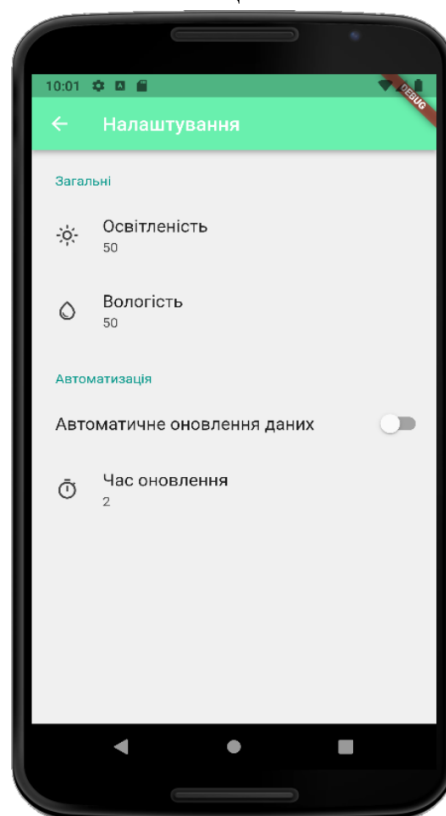 10:01
DEBUG
Налаштування
Загальні
Освітленість
50
Вологість
50
Автоматизація
Автоматичне оновлення даних
Час оновлення
2